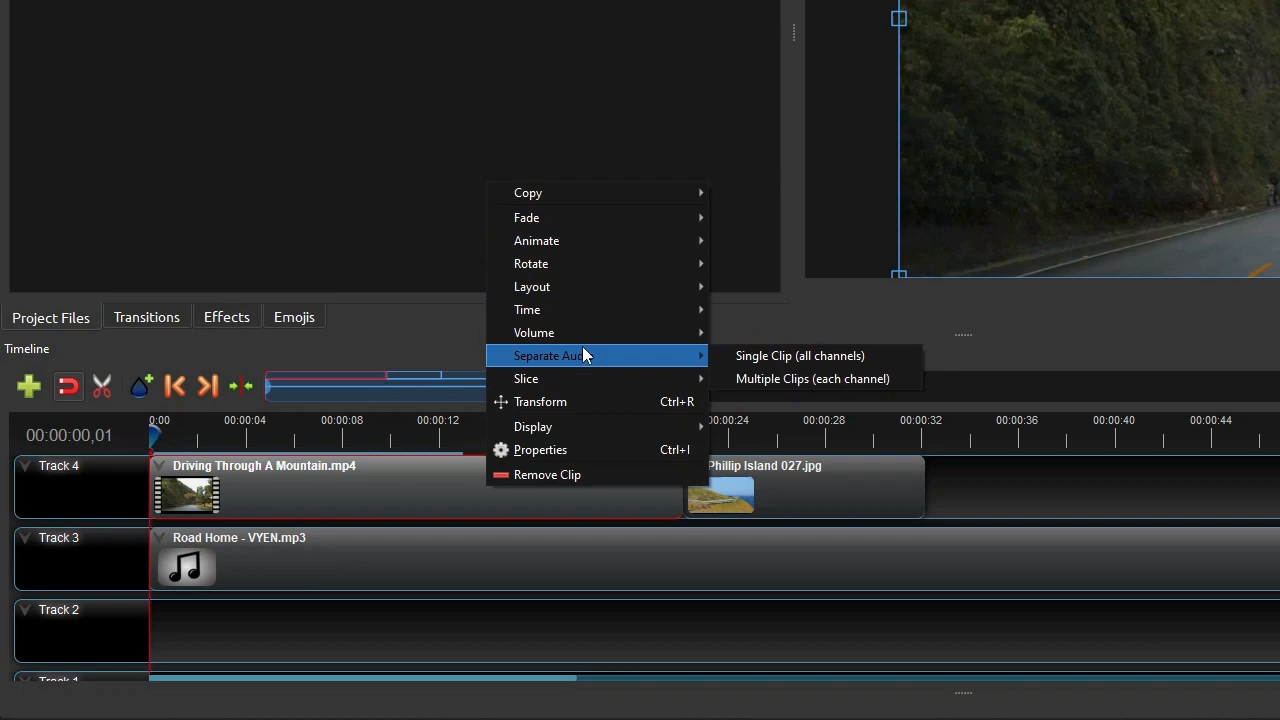 Copy
Fade
Animate
Rotate
Layout
Time
Volume
Separate
Single Clip (all channels)
Slice
Multiple Clips (each channel)
Transform Ctrl+R
Display
Properties Ctrl+I
Remove Clip
Project Files Transitions Effects Emojis
Timeline
0:00 00:00:04 00:00:08 00:00:12 00:00:24 00:00:28 00:00:32 00:00:36 00:00:40 00:00:44
00:00:00,01
Track 4 Driving Through A Mountain.mp4 Phillip Island 027.jpg
Track 3 Road Home - VYEN.mp3
Track 2
Track 1